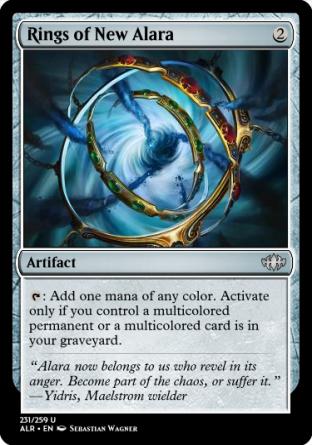 Rings of New Alara 2
Artifact
: Add one mana of any color. Activate
only if you control a multicolored
permanent or a multicolored card is in
your graveyard.
“Alara now belongs to us who revel in its
anger. Become part of the chaos, or suffer it.”
—Yidris, Maelstrom wielder
231/259 U
ALR • EN Sebastian Wagner